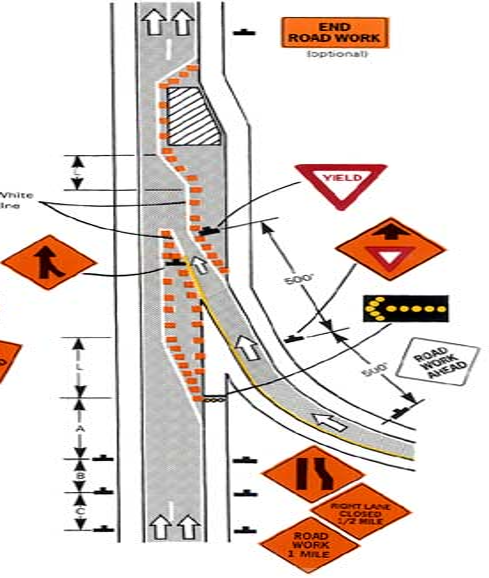 END
ROAD WORK
(optional)
YIELD
White
L
500'
500'
ROAD
WORK
AHEAD
L
A
B
C
RIGHT LANE
CLOSED
1/2 MILE
ROAD
WORK
1 MILE